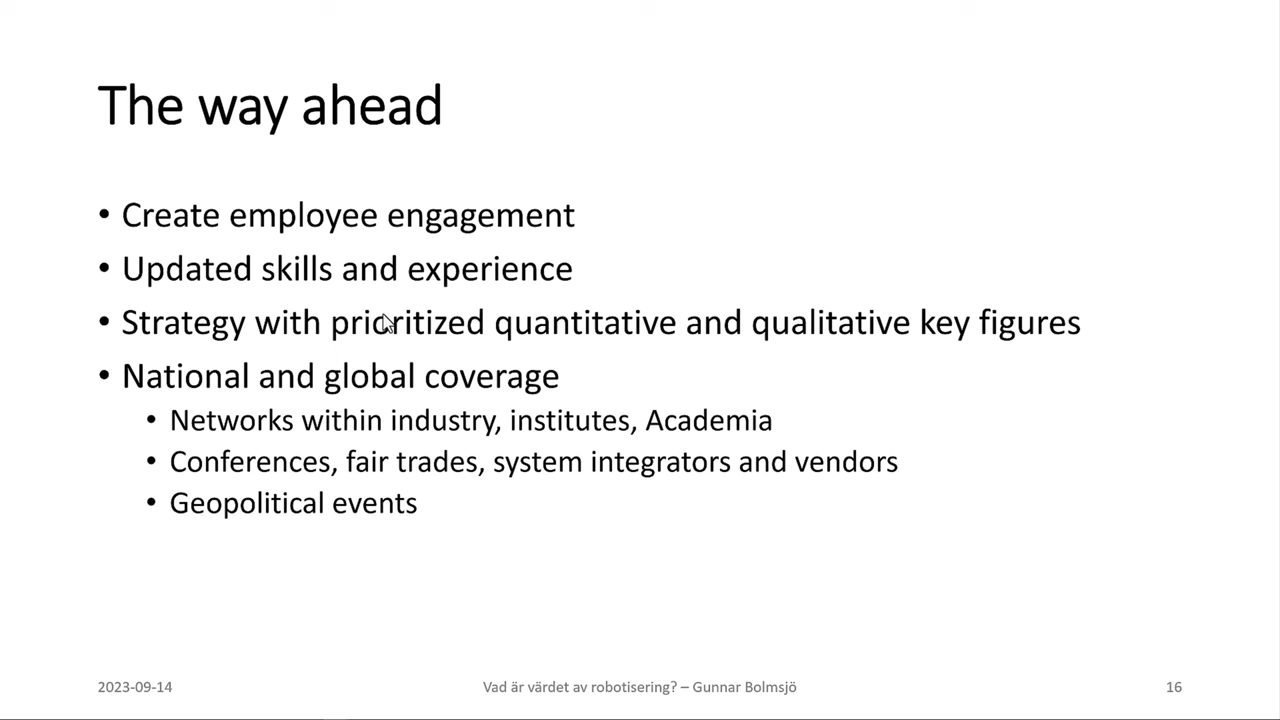 The way ahead
• Create employee engagement
• Updated skills and experience
• Strategy with prioritized quantitative and qualitative key figures
• National and global coverage
• Networks within industry, institutes, Academia
• Conferences, fair trades, system integrators and vendors
• Geopolitical events
2023-09-14
Vad är värdet av robotisering? – Gunnar Bolmsjö
16